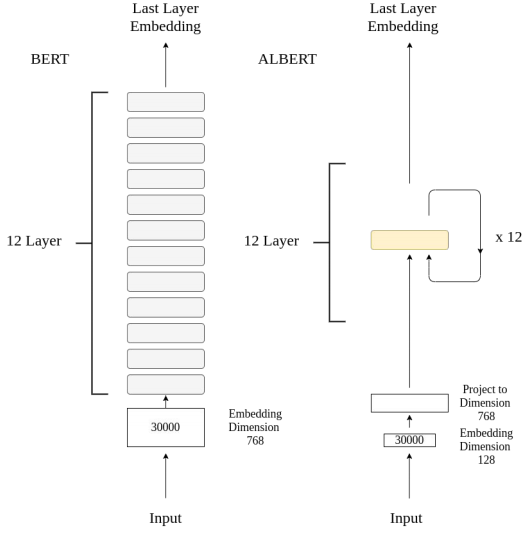 Last Layer
Embedding
BERT
12 Layer
30000
Embedding
Dimension
768
Input
Last Layer
Embedding
ALBERT
12 Layer
x 12
Project to
Dimension
768
30000
Embedding
Dimension
128
Input